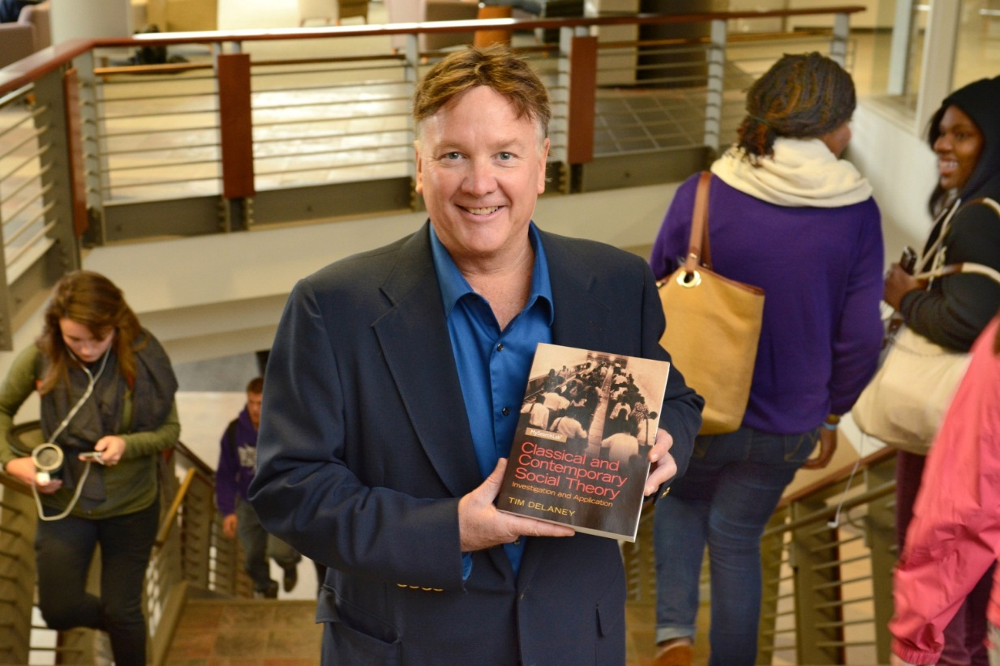 MySearchLab
Classical and
Contemporary
Social Theory
Investigation and Application
TIM DELANEY